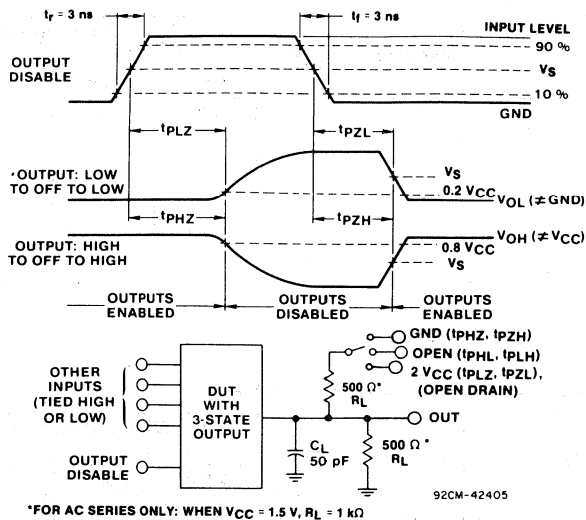 tr = 3 ns
tf = 3 ns
INPUT LEVEL
90 %
VS
10 %
GND
OUTPUT
DISABLE
tPLZ
tPZL
OUTPUT: LOW
TO OFF TO LOW
VS
0.2 VCC
VOL (≠ GND)
tPHZ
tPZH
OUTPUT: HIGH
TO OFF TO HIGH
VOH (≠ VCC)
0.8 VCC
VS
OUTPUTS
ENABLED
OUTPUTS
DISABLED
OUTPUTS
ENABLED
GND (tPHZ, tPZH)
OPEN (tPHL, tPLH)
2 VCC (tPLZ, tPZL),
(OPEN DRAIN)
OTHER
INPUTS
(TIED HIGH
OR LOW)
DUT
WITH
3-STATE
OUTPUT
500 Ω*
RL
OUT
OUTPUT
DISABLE
CL
50 pF
500 Ω*
RL
92CM-42405
*FOR AC SERIES ONLY: WHEN VCC = 1.5 V, RL = 1 kΩ